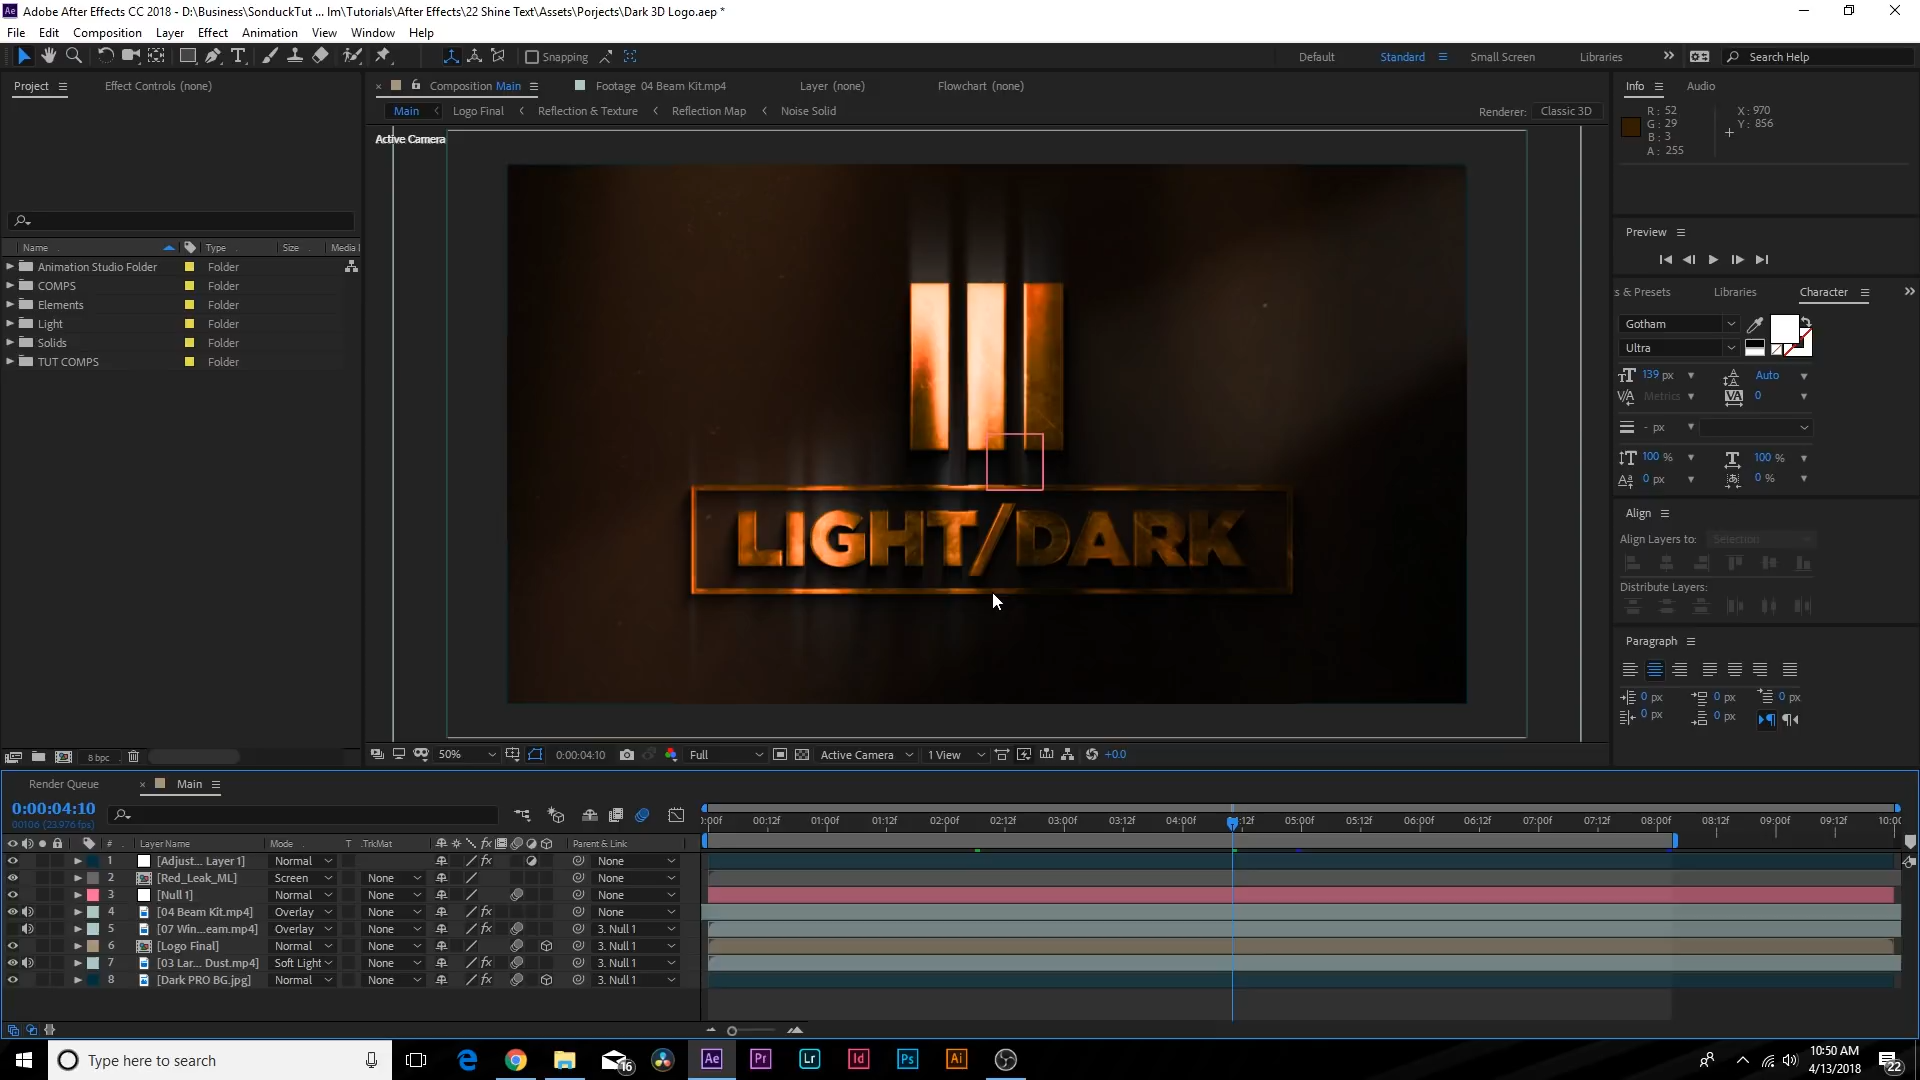 Adobe After Effects CC 2018 - D:\Business\SonduckTut ... lm\Tutorials\After Effects\22 Shine Text\Assets\Porjects\Dark 3D Logo.aep *
File Edit Composition Layer Effect Animation View Window Help
Snapping
Default Standard Small Screen Libraries Search Help
Project Effect Controls (none)
Composition Main Footage 04 Beam Kit.mp4 Layer (none) Flowchart (none)
Main Logo Final Reflection & Texture Reflection Map Noise Solid
Renderer: Classic 3D
Active Camera
Name Type Size Media
Animation Studio Folder Folder
COMPS Folder
Elements Folder
Light Folder
Solids Folder
TUT COMPS Folder
8 bpc
LIGHT/DARK
50% 0:00:04:10 Full Active Camera 1 View +0.0
Info Audio
R: 52 X: 970
G: 29 Y: 856
B: 3
A: 255
Preview
s & Presets Libraries Character
Gotham
Ultra
139 px Auto
Metrics 0
- px
100 % 100 %
0 px 0 %
Align
Align Layers to: Selection
Distribute Layers:
Paragraph
0 px 0 px 0 px
0 px 0 px
Render Queue Main
0:00:04:10
00106 (23.976 fps)
:00f 00:12f 01:00f 01:12f 02:00f 02:12f 03:00f 03:12f 04:00f 04:12f 05:00f 05:12f 06:00f 06:12f 07:00f 07:12f 08:00f 08:12f 09:00f 09:12f 10:00
# Layer Name Mode T .TrkMat Parent & Link
1 [Adjust... Layer 1] Normal None
2 [Red_Leak_ML] Screen None None
3 [Null 1] Normal None None
4 [04 Beam Kit.mp4] Overlay None None
5 [07 Win...eam.mp4] Overlay None 3. Null 1
6 [Logo Final] Normal None 3. Null 1
7 [03 Lar... Dust.mp4] Soft Light None 3. Null 1
8 [Dark PRO BG.jpg] Normal None 3. Null 1
Type here to search
16 Ae Pr Lr Id Ps Ai
10:50 AM
4/13/2018
22